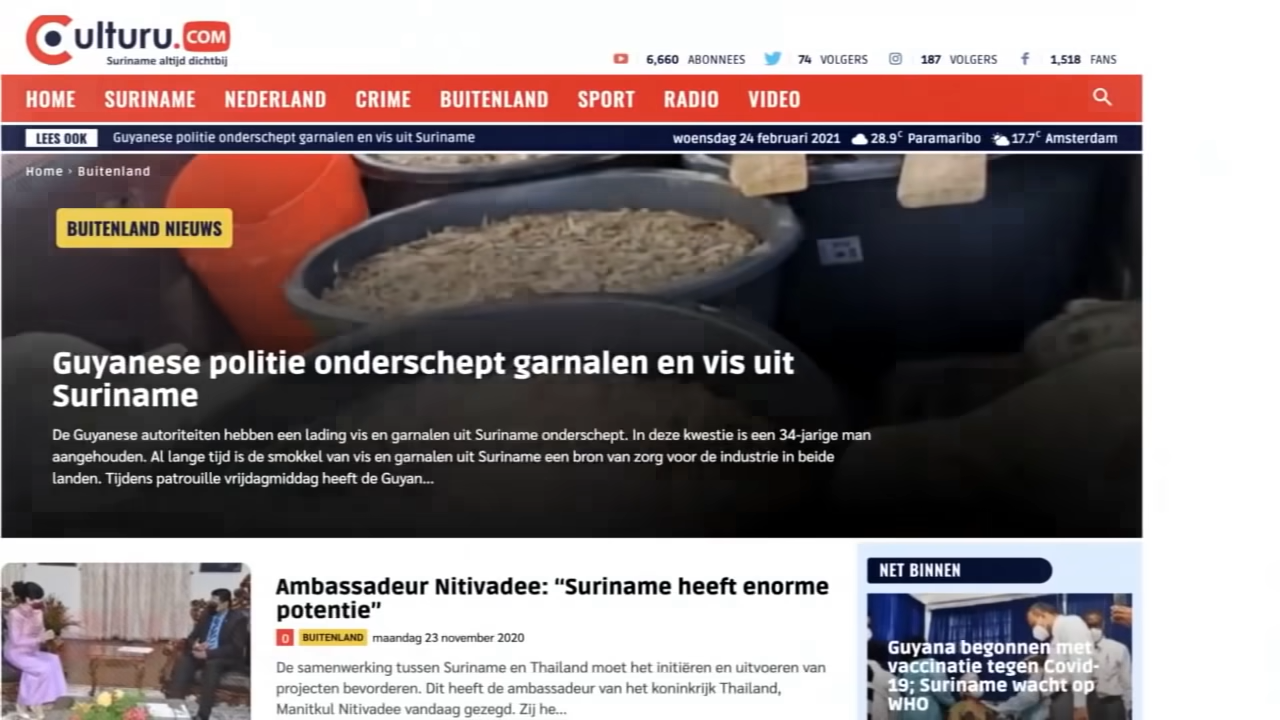 Culturu.COM
Suriname altijd dichtbij
6,660 ABONNEES 74 VOLGERS 187 VOLGERS 1,518 FANS
HOME SURINAME NEDERLAND CRIME BUITENLAND SPORT RADIO VIDEO
LEES OOK Guyanese politie onderschept garnalen en vis uit Suriname woensdag 24 februari 2021 28.9 C Paramaribo 17.7 C Amsterdam
Home › Buitenland
BUITENLAND NIEUWS
Guyanese politie onderschept garnalen en vis uit
Suriname
De Guyanese autoriteiten hebben een lading vis en garnalen uit Suriname onderschept. In deze kwestie is een 34-jarige man
aangehouden. Al lange tijd is de smokkel van vis en garnalen uit Suriname een bron van zorg voor de industrie in beide
landen. Tijdens patrouille vrijdagmiddag heeft de Guyan...
Ambassadeur Nitivadee: “Suriname heeft enorme
potentie”
0 BUITENLAND maandag 23 november 2020
De samenwerking tussen Suriname en Thailand moet het initiëren en uitvoeren van
projecten bevorderen. Dit heeft de ambassadeur van het koninkrijk Thailand,
Manitkul Nitivadee vandaag gezegd. Zij he...
NET BINNEN
Guyana begonnen met
vaccinatie tegen Covid-
19; Suriname wacht op
WHO